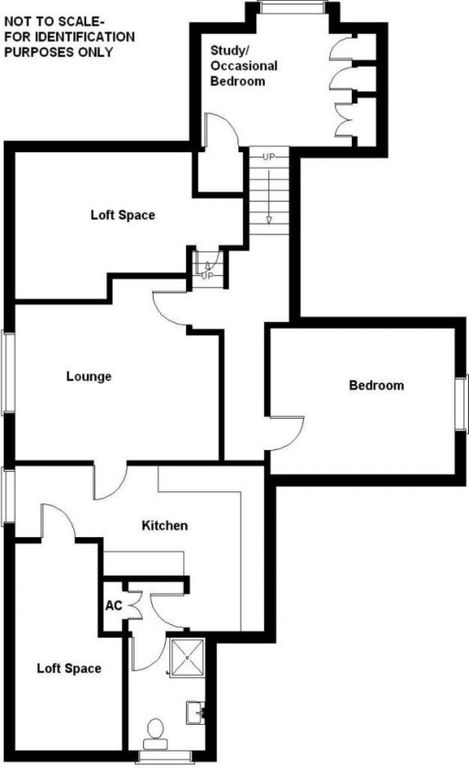 NOT TO SCALE-
FOR IDENTIFICATION
PURPOSES ONLY
Study/
Occasional
Bedroom
UP
Loft Space
UP
Lounge
Bedroom
Kitchen
AC
Loft Space